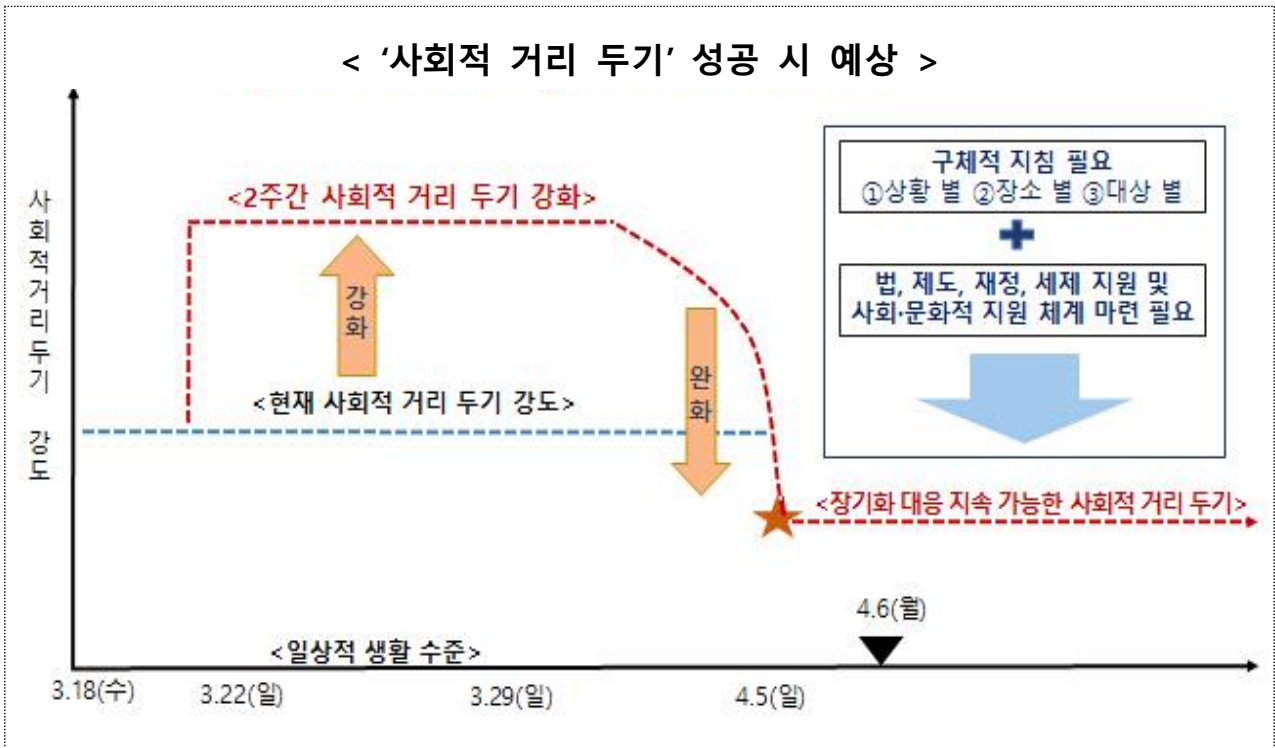 < ‘사회적 거리 두기’ 성공 시 예상 >
사회적거리두기 강도
<2주간 사회적 거리 두기 강화>
강화
<현재 사회적 거리 두기 강도>
완화
구체적 지침 필요
①상황 별 ②장소 별 ③대상 별
법, 제도, 재정, 세제 지원 및
사회·문화적 지원 체계 마련 필요
<장기화 대응 지속 가능한 사회적 거리 두기>
4.6(월)
<일상적 생활 수준>
3.18(수)
3.22(일)
3.29(일)
4.5(일)